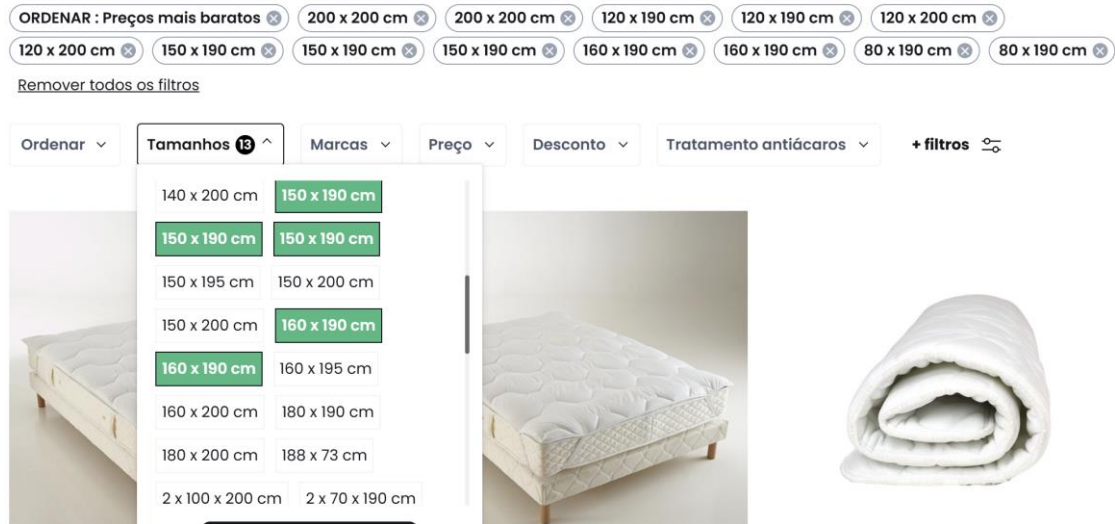 ORDENAR : Preços mais baratos 200 x 200 cm 200 x 200 cm 120 x 190 cm 120 x 190 cm 120 x 200 cm
120 x 200 cm 150 x 190 cm 150 x 190 cm 150 x 190 cm 160 x 190 cm 160 x 190 cm 80 x 190 cm 80 x 190 cm
Remover todos os filtros
Ordenar Tamanhos 13 Marcas Preço Desconto Tratamento antiácaros + filtros
140 x 200 cm 150 x 190 cm
150 x 190 cm 150 x 190 cm
150 x 195 cm 150 x 200 cm
150 x 200 cm 160 x 190 cm
160 x 190 cm 160 x 195 cm
160 x 200 cm 180 x 190 cm
180 x 200 cm 188 x 73 cm
2 x 100 x 200 cm 2 x 70 x 190 cm